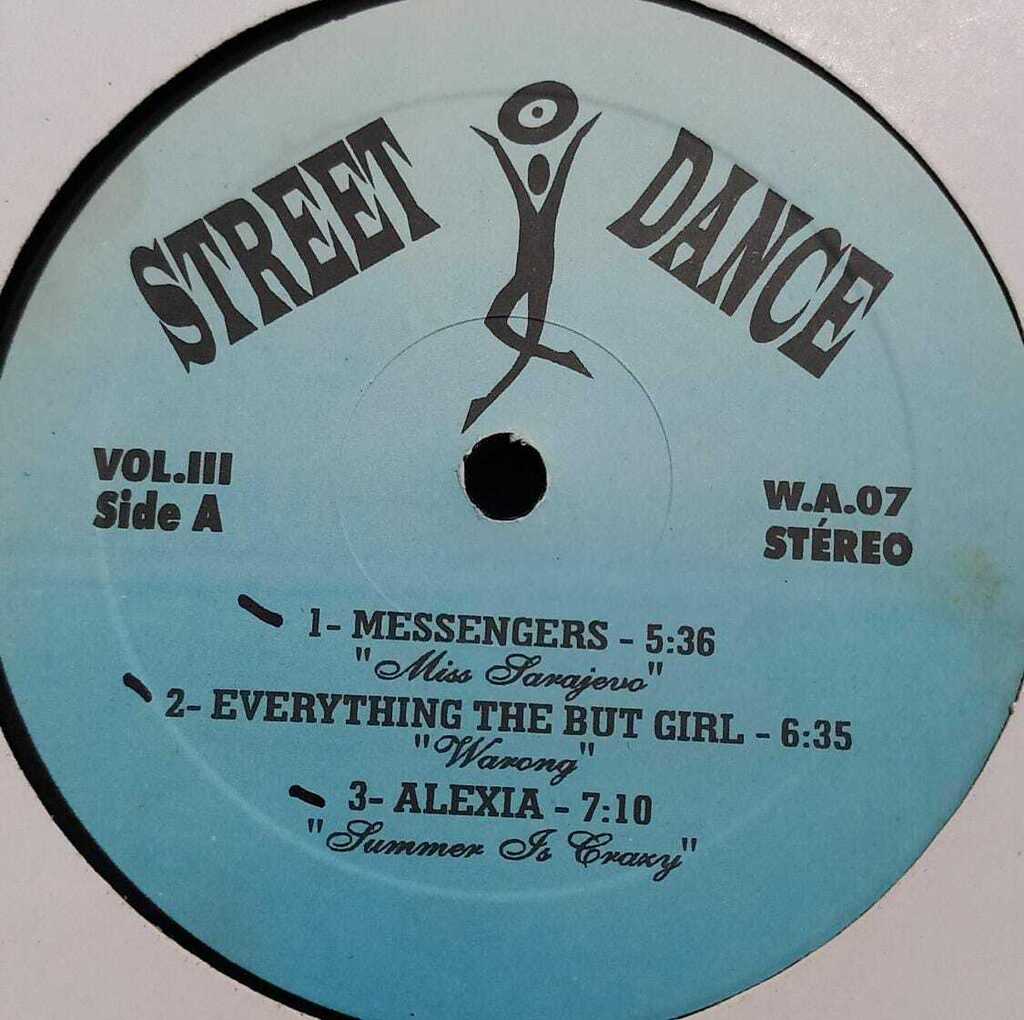 STREET DANCE
VOL.III
Side A
W.A.07
STÉREO
1- MESSENGERS - 5:36
"Miss Sarajevo"
2- EVERYTHING THE BUT GIRL - 6:35
"Warong"
3- ALEXIA - 7:10
"Summer Is Crazy"